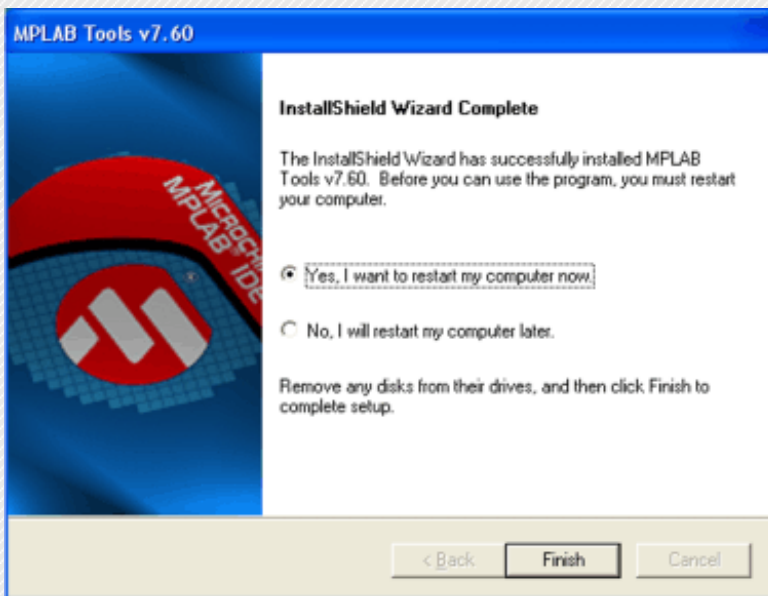 MPLAB Tools v7.60
MICROCHIP
MPLAB® IDE
InstallShield Wizard Complete
The InstallShield Wizard has successfully installed MPLAB
Tools v7.60. Before you can use the program, you must restart
your computer.
Yes, I want to restart my computer now.
No, I will restart my computer later.
Remove any disks from their drives, and then click Finish to
complete setup.
< Back
Finish
Cancel